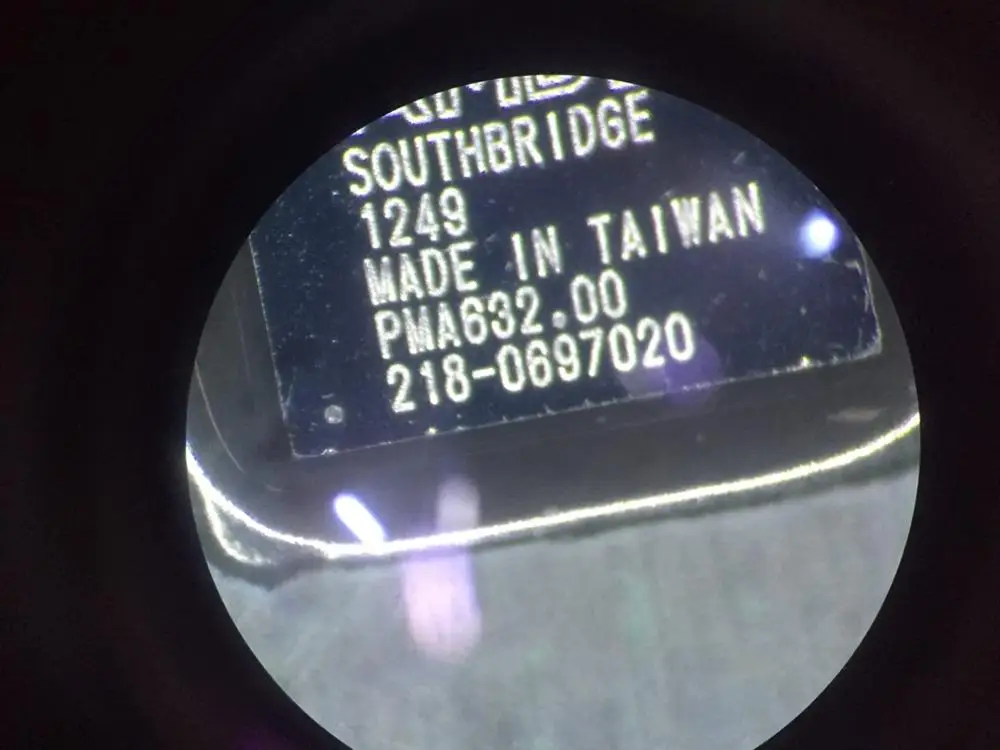 SOUTHBRIDGE
1249
MADE IN TAIWAN
PMA632.00
218-0697020